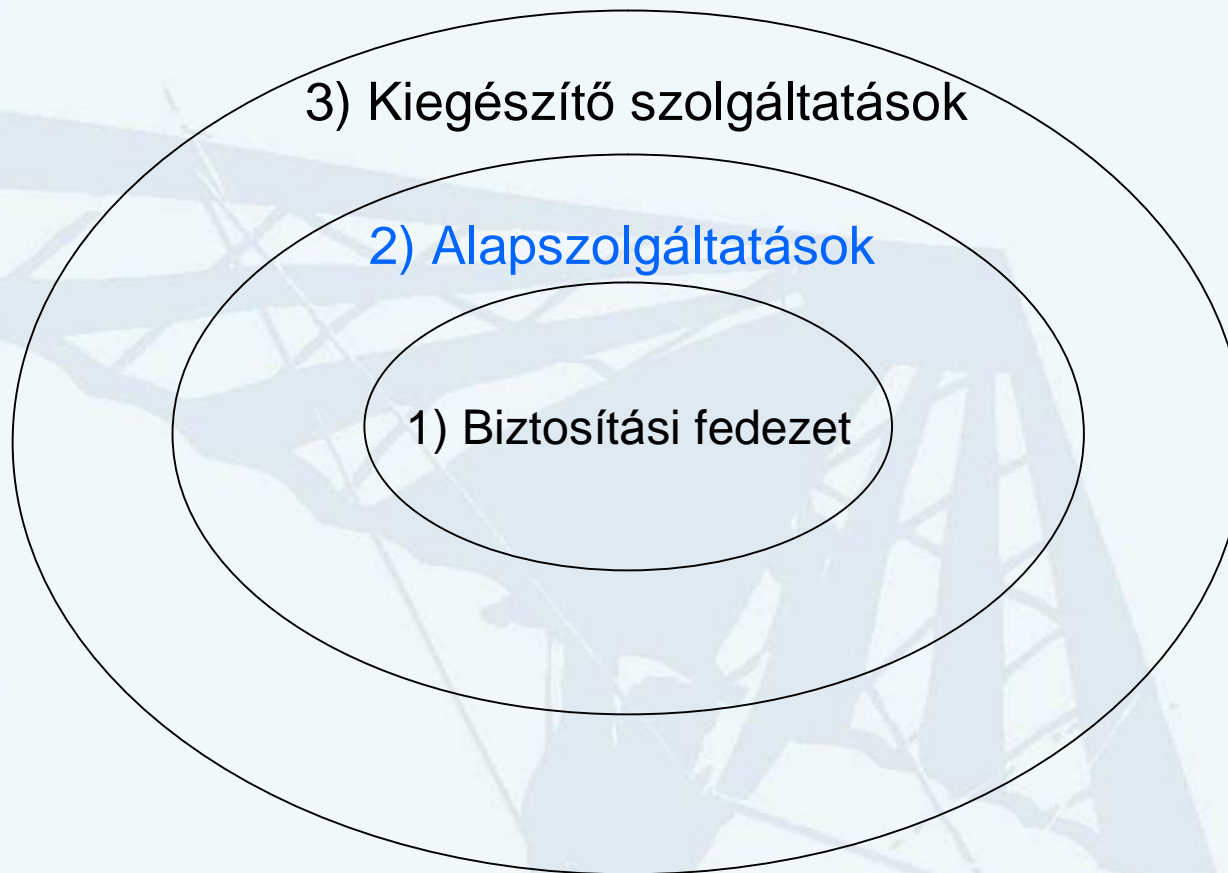 3) Kiegészítő szolgáltatások
2) Alapszolgáltatások
1) Biztosítási fedezet